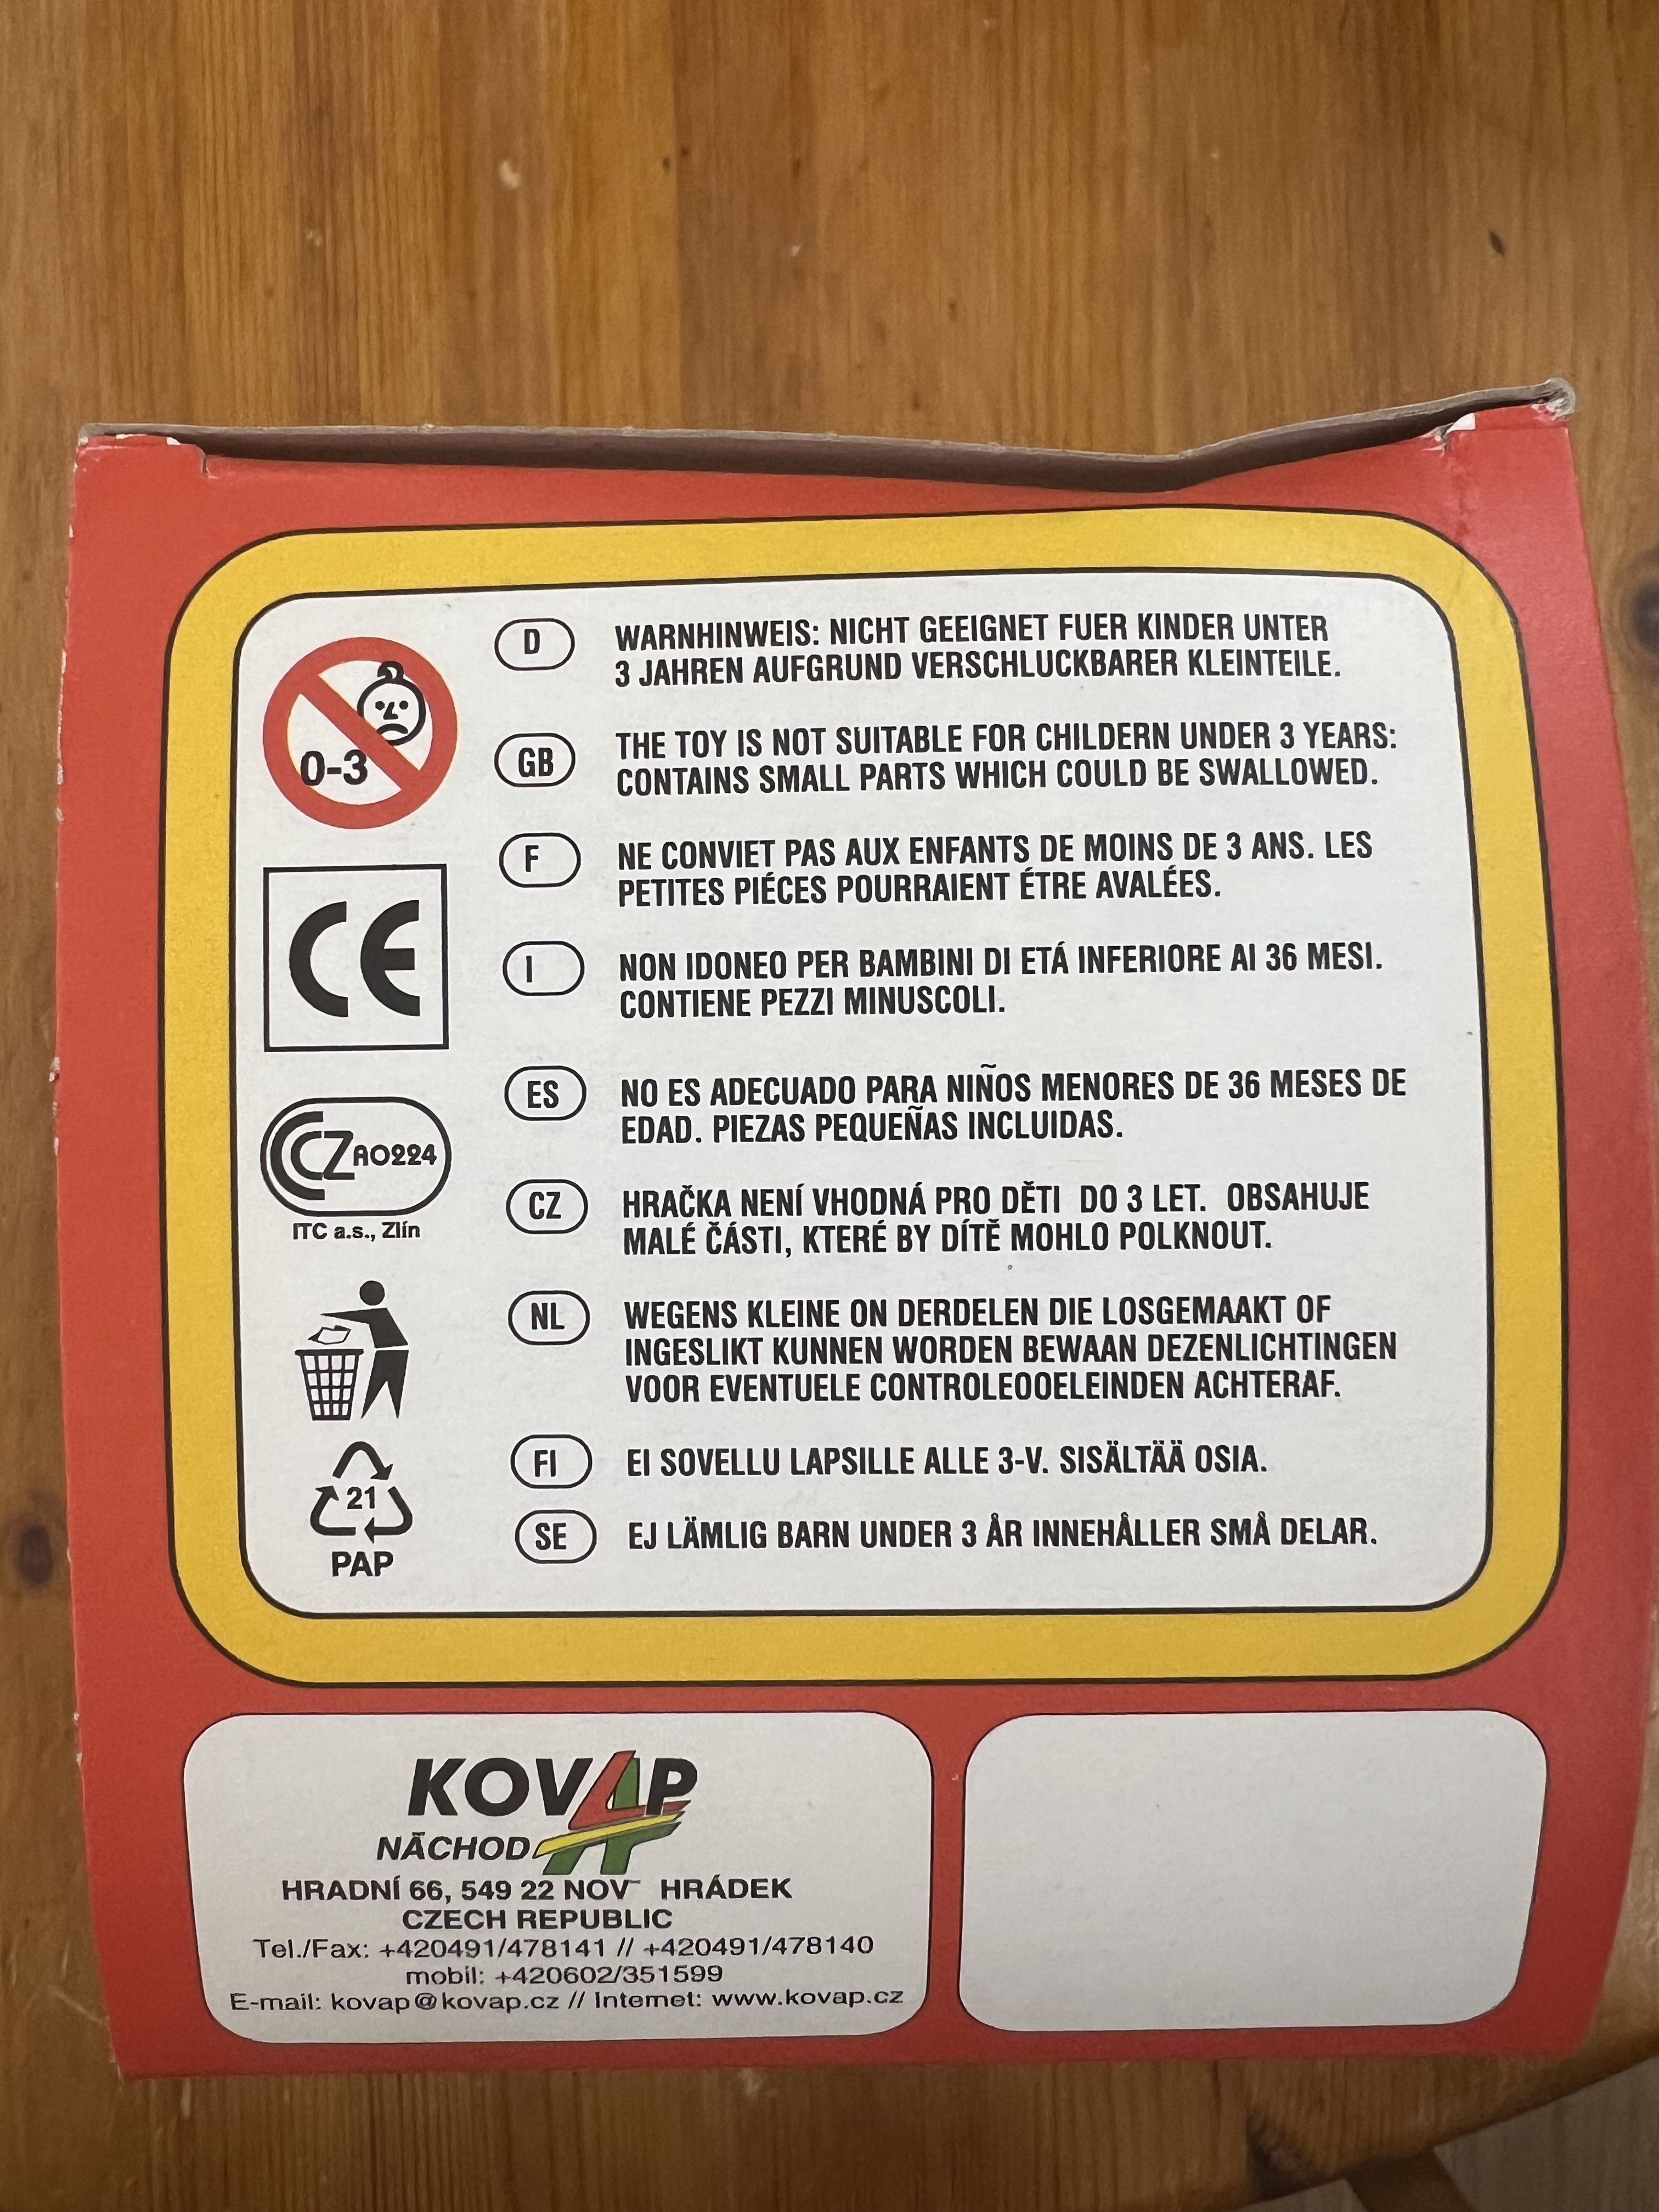 0-3
CE
CCZ AO224
ITC a.s., Zlín
21
PAP
D
WARNHINWEIS: NICHT GEEIGNET FUER KINDER UNTER
3 JAHREN AUFGRUND VERSCHLUCKBARER KLEINTEILE.
GB
THE TOY IS NOT SUITABLE FOR CHILDERN UNDER 3 YEARS:
CONTAINS SMALL PARTS WHICH COULD BE SWALLOWED.
F
NE CONVIET PAS AUX ENFANTS DE MOINS DE 3 ANS. LES
PETITES PIÉCES POURRAIENT ÉTRE AVALÉES.
I
NON IDONEO PER BAMBINI DI ETÁ INFERIORE AI 36 MESI.
CONTIENE PEZZI MINUSCOLI.
ES
NO ES ADECUADO PARA NIÑOS MENORES DE 36 MESES DE
EDAD. PIEZAS PEQUEÑAS INCLUIDAS.
CZ
HRAČKA NENÍ VHODNÁ PRO DĚTI DO 3 LET. OBSAHUJE
MALÉ ČÁSTI, KTERÉ BY DÍTĚ MOHLO POLKNOUT.
NL
WEGENS KLEINE ON DERDELEN DIE LOSGEMAAKT OF
INGESLIKT KUNNEN WORDEN BEWAAN DEZENLICHTINGEN
VOOR EVENTUELE CONTROLEOOELEINDEN ACHTERAF.
FI
EI SOVELLU LAPSILLE ALLE 3-V. SISÄLTÄÄ OSIA.
SE
EJ LÄMLIG BARN UNDER 3 ÅR INNEHÅLLER SMÅ DELAR.
KOVAP
NÁCHOD
HRADNÍ 66, 549 22 NOV¯ HRÁDEK
CZECH REPUBLIC
Tel./Fax: +420491/478141 // +420491/478140
mobil: +420602/351599
E-mail: kovap@kovap.cz // Internet: www.kovap.cz